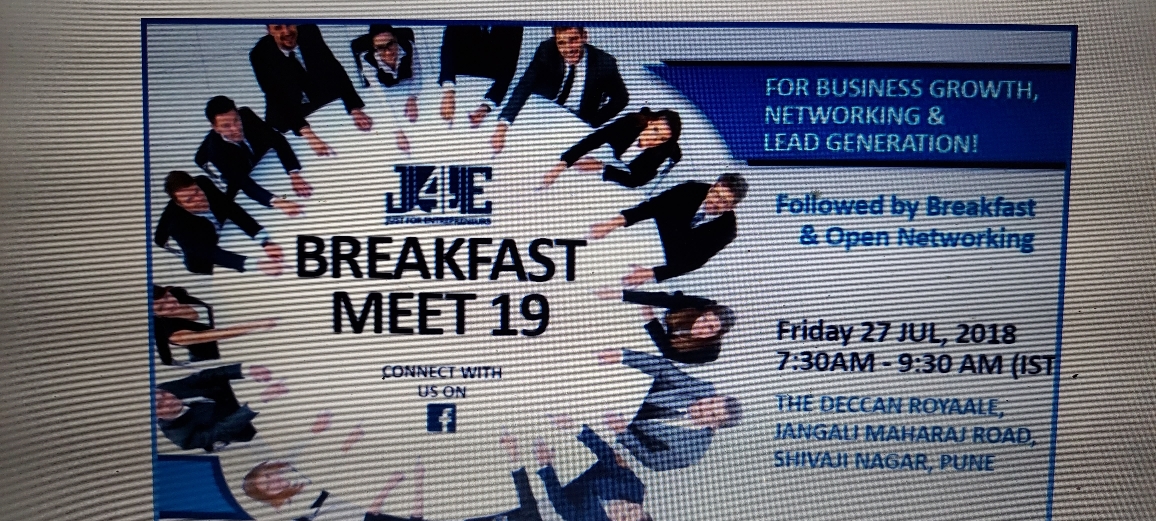 FOR BUSINESS GROWTH,
NETWORKING &
LEAD GENERATION!
J4E
JUST FOR ENTREPRENEURS
BREAKFAST
MEET 19
CONNECT WITH
US ON
f
Followed by Breakfast
& Open Networking
Friday 27 JUL, 2018
7:30AM - 9:30 AM (IST
THE DECCAN ROYAALE,
JANGALI MAHARAJ ROAD,
SHIVAJI NAGAR, PUNE